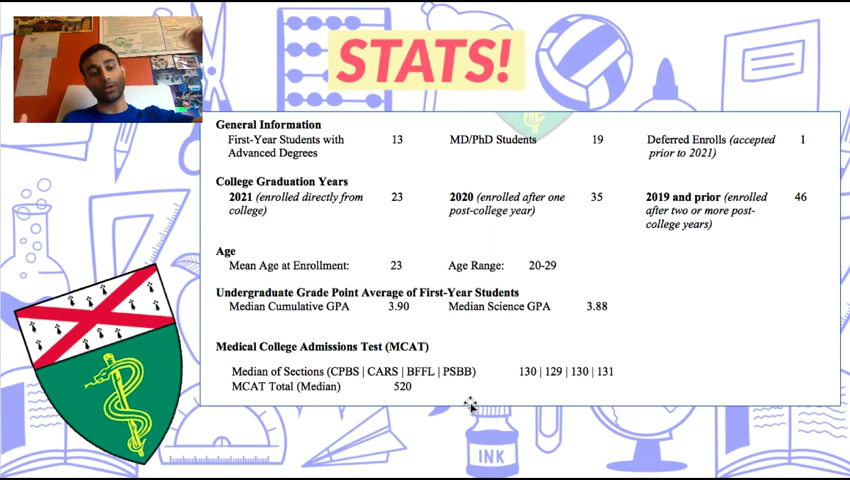 STATS!
General Information
First-Year Students with Advanced Degrees 13 MD/PhD Students 19 Deferred Enrolls (accepted prior to 2021) 1
College Graduation Years
2021 (enrolled directly from college) 23 2020 (enrolled after one post-college year) 35 2019 and prior (enrolled after two or more post-college years) 46
Age
Mean Age at Enrollment: 23 Age Range: 20-29
Undergraduate Grade Point Average of First-Year Students
Median Cumulative GPA 3.90 Median Science GPA 3.88
Medical College Admissions Test (MCAT)
Median of Sections (CPBS | CARS | BFFL | PSBB) 130 | 129 | 130 | 131
MCAT Total (Median) 520
INK